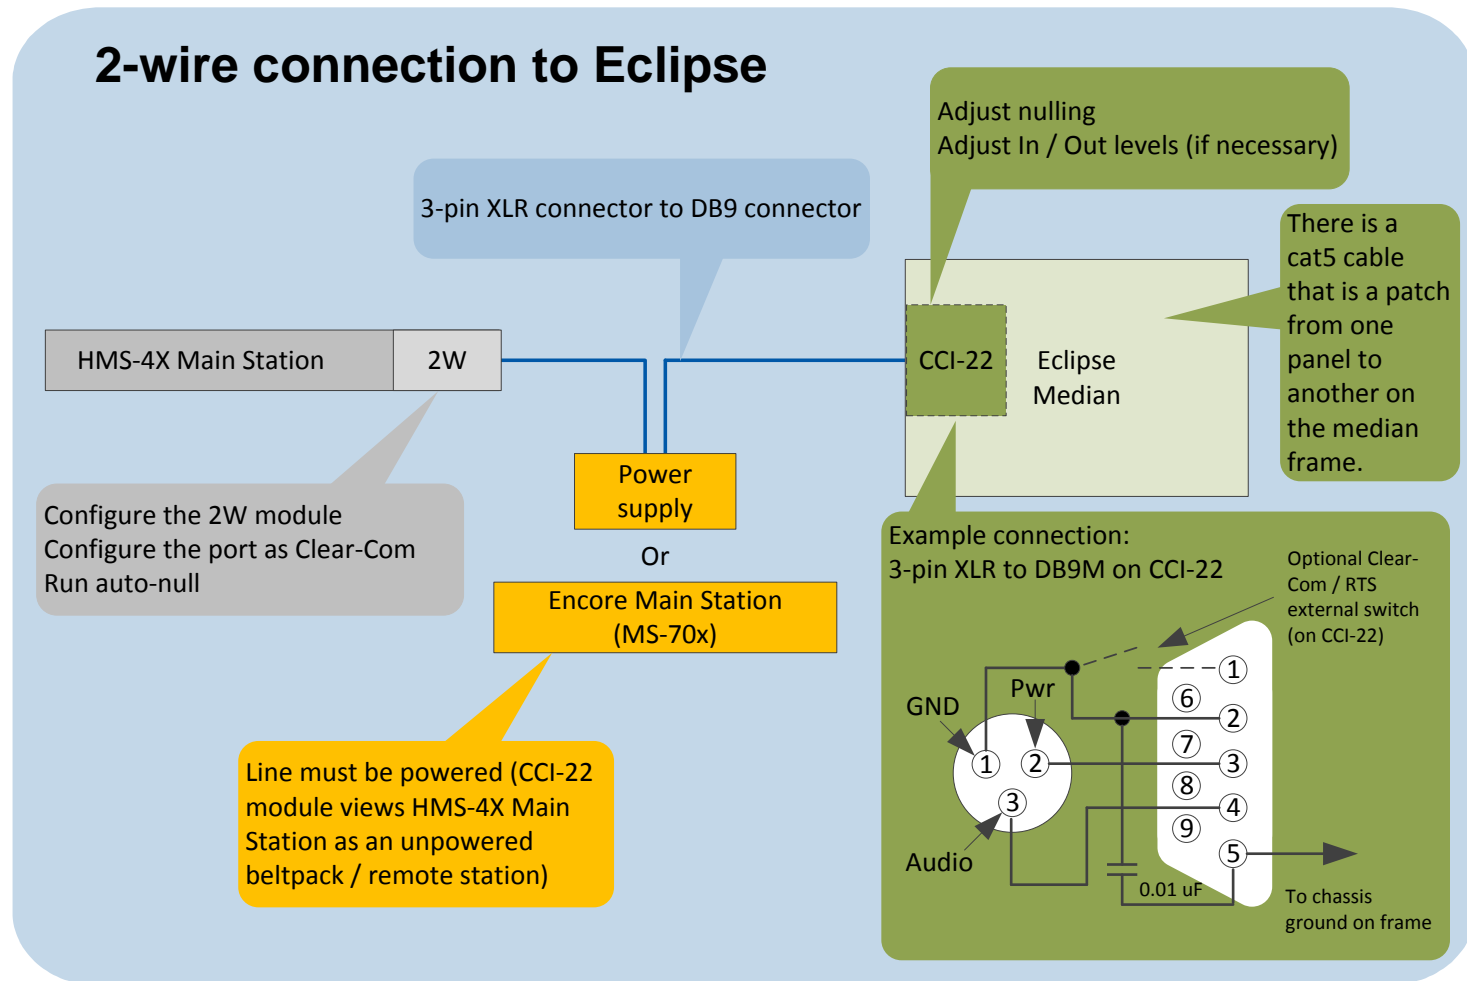 2-wire connection to Eclipse
Adjust nulling
Adjust In / Out levels (if necessary)
3-pin XLR connector to DB9 connector
There is a
cat5 cable
that is a patch
from one
panel to
another on
the median
frame.
HMS-4X Main Station
2W
CCI-22
Eclipse
Median
Power
supply
Or
Encore Main Station
(MS-70x)
Configure the 2W module
Configure the port as Clear-Com
Run auto-null
Line must be powered (CCI-22
module views HMS-4X Main
Station as an unpowered
beltpack / remote station)
Example connection:
3-pin XLR to DB9M on CCI-22
Optional Clear-
Com / RTS
external switch
(on CCI-22)
GND
Pwr
Audio
1
2
3
1
6
2
7
3
8
4
9
5
0.01 uF
To chassis
ground on frame